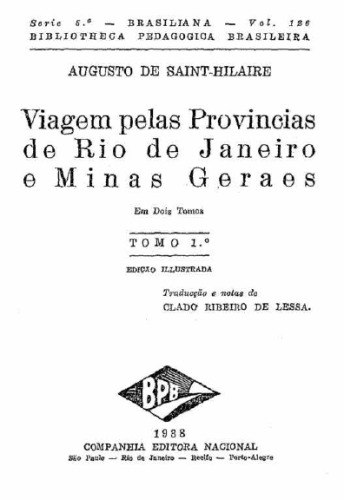 Serie 5.ª — BRASILIANA — Vol. 126
BIBLIOTHECA PEDAGOGICA BRASILEIRA
AUGUSTO DE SAINT-HILAIRE
Viagem pelas Provincias
de Rio de Janeiro
e Minas Geraes
Em Dois Tomos
TOMO 1.º
EDIÇÃO ILLUSTRADA
Traducção e notas de
CLADO RIBEIRO DE LESSA.
BPB
1938
COMPANHIA EDITORA NACIONAL
São Paulo — Rio de Janeiro — Recife — Porto-Alegre